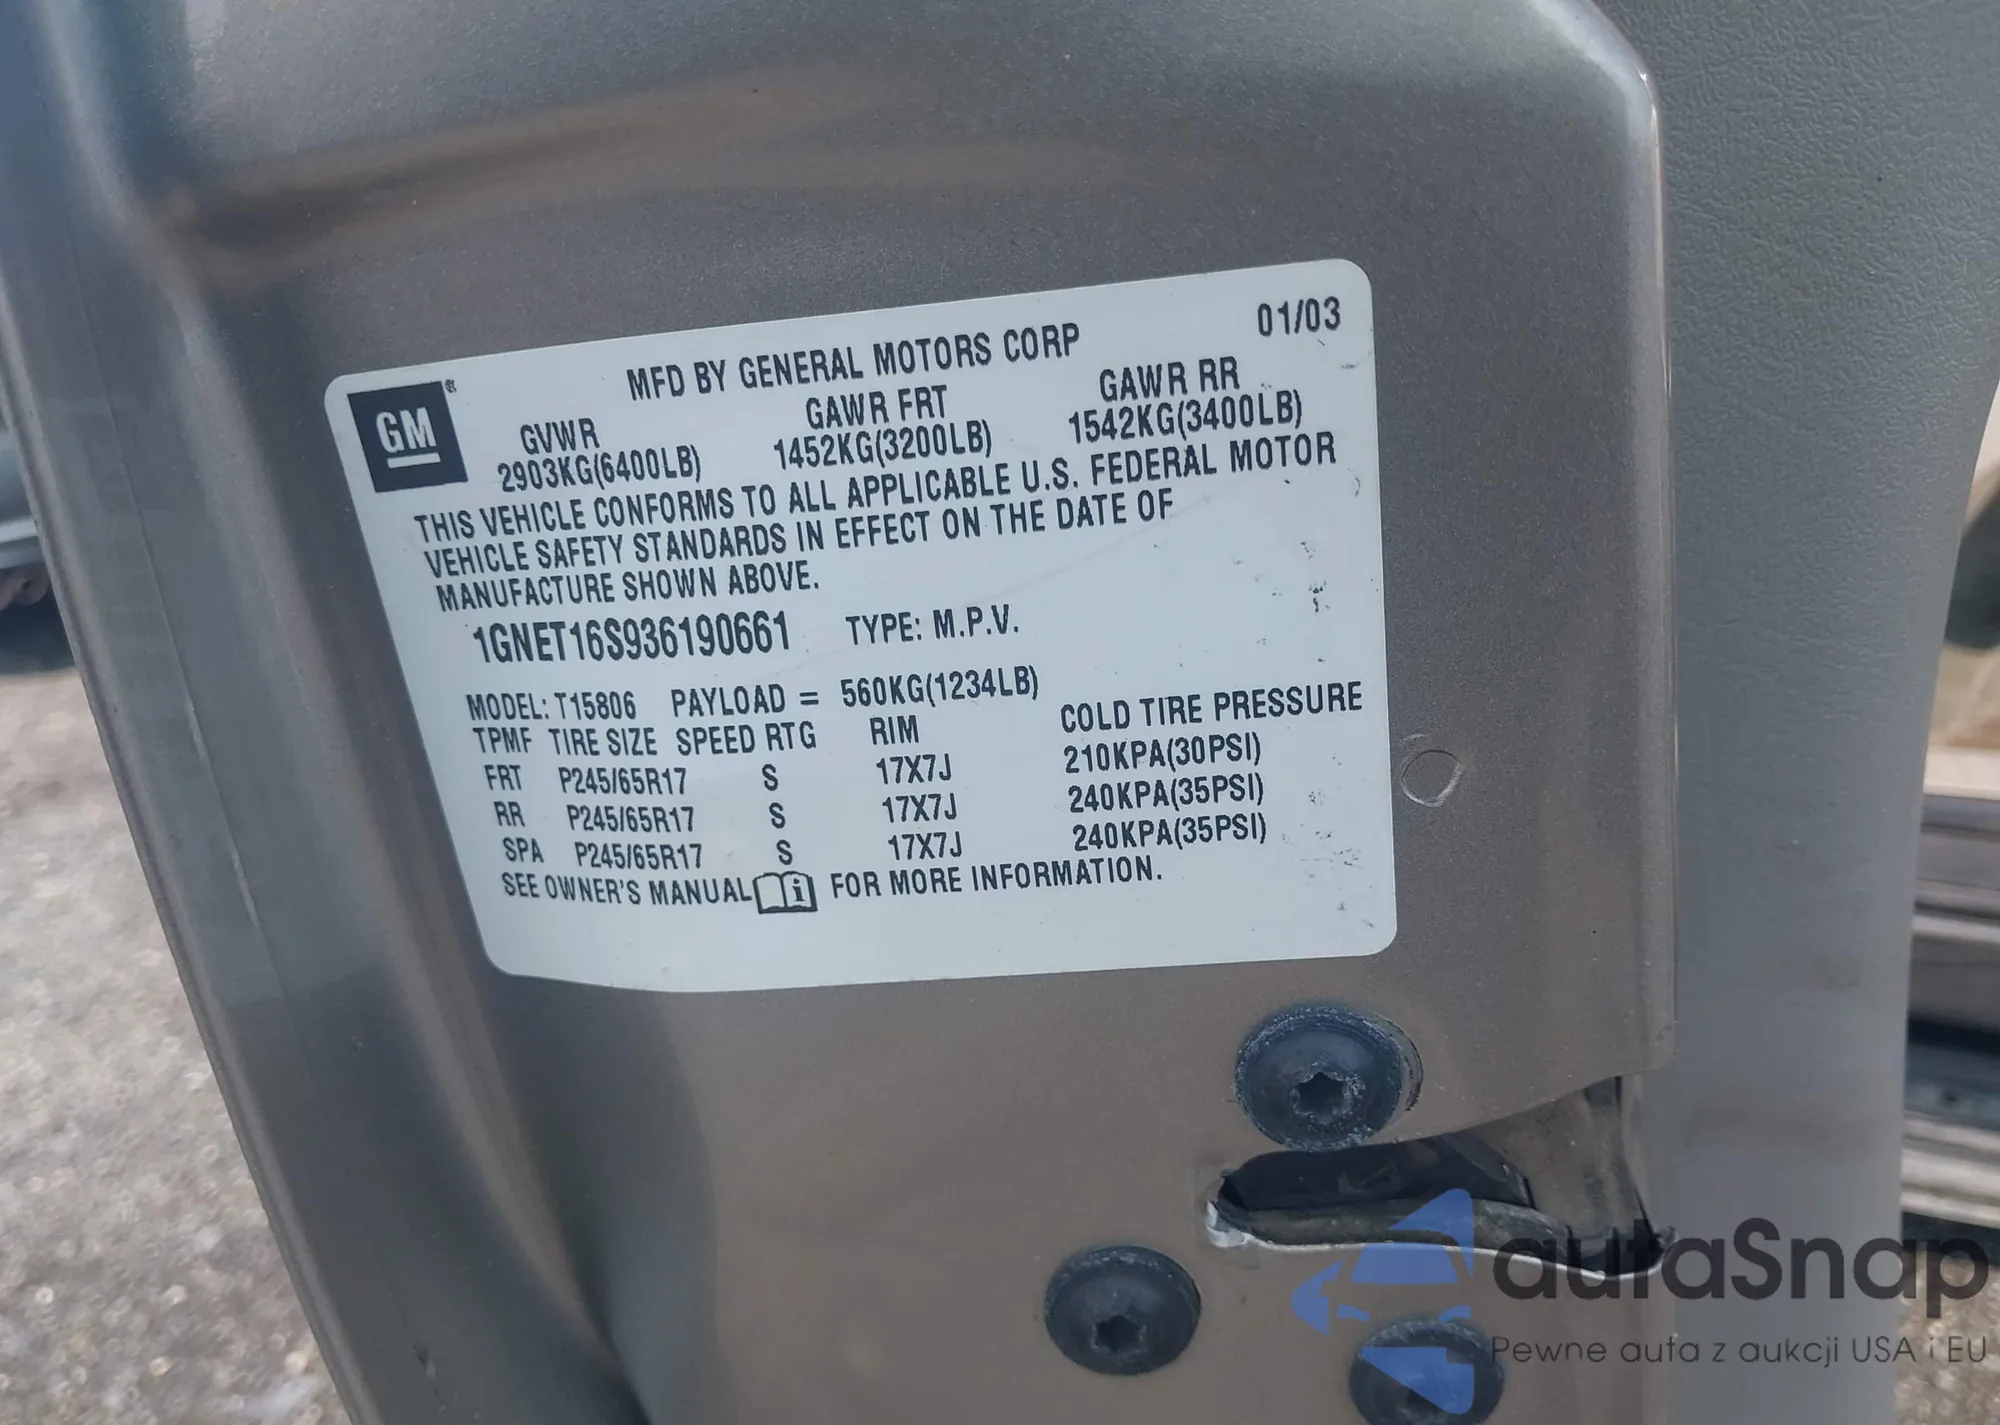 01/03
MFD BY GENERAL MOTORS CORP
GM®
GVWR GAWR FRT GAWR RR
2903KG(6400LB) 1452KG(3200LB) 1542KG(3400LB)
THIS VEHICLE CONFORMS TO ALL APPLICABLE U.S. FEDERAL MOTOR
VEHICLE SAFETY STANDARDS IN EFFECT ON THE DATE OF
MANUFACTURE SHOWN ABOVE.
1GNET16S936190661 TYPE: M.P.V.
MODEL: T15806 PAYLOAD = 560KG(1234LB)
TPMF TIRE SIZE SPEED RTG RIM COLD TIRE PRESSURE
FRT P245/65R17 S 17X7J 210KPA(30PSI)
RR P245/65R17 S 17X7J 240KPA(35PSI)
SPA P245/65R17 S 17X7J 240KPA(35PSI)
SEE OWNER'S MANUAL FOR MORE INFORMATION.
autaSnap
Pewne auta z aukcji USA i EU